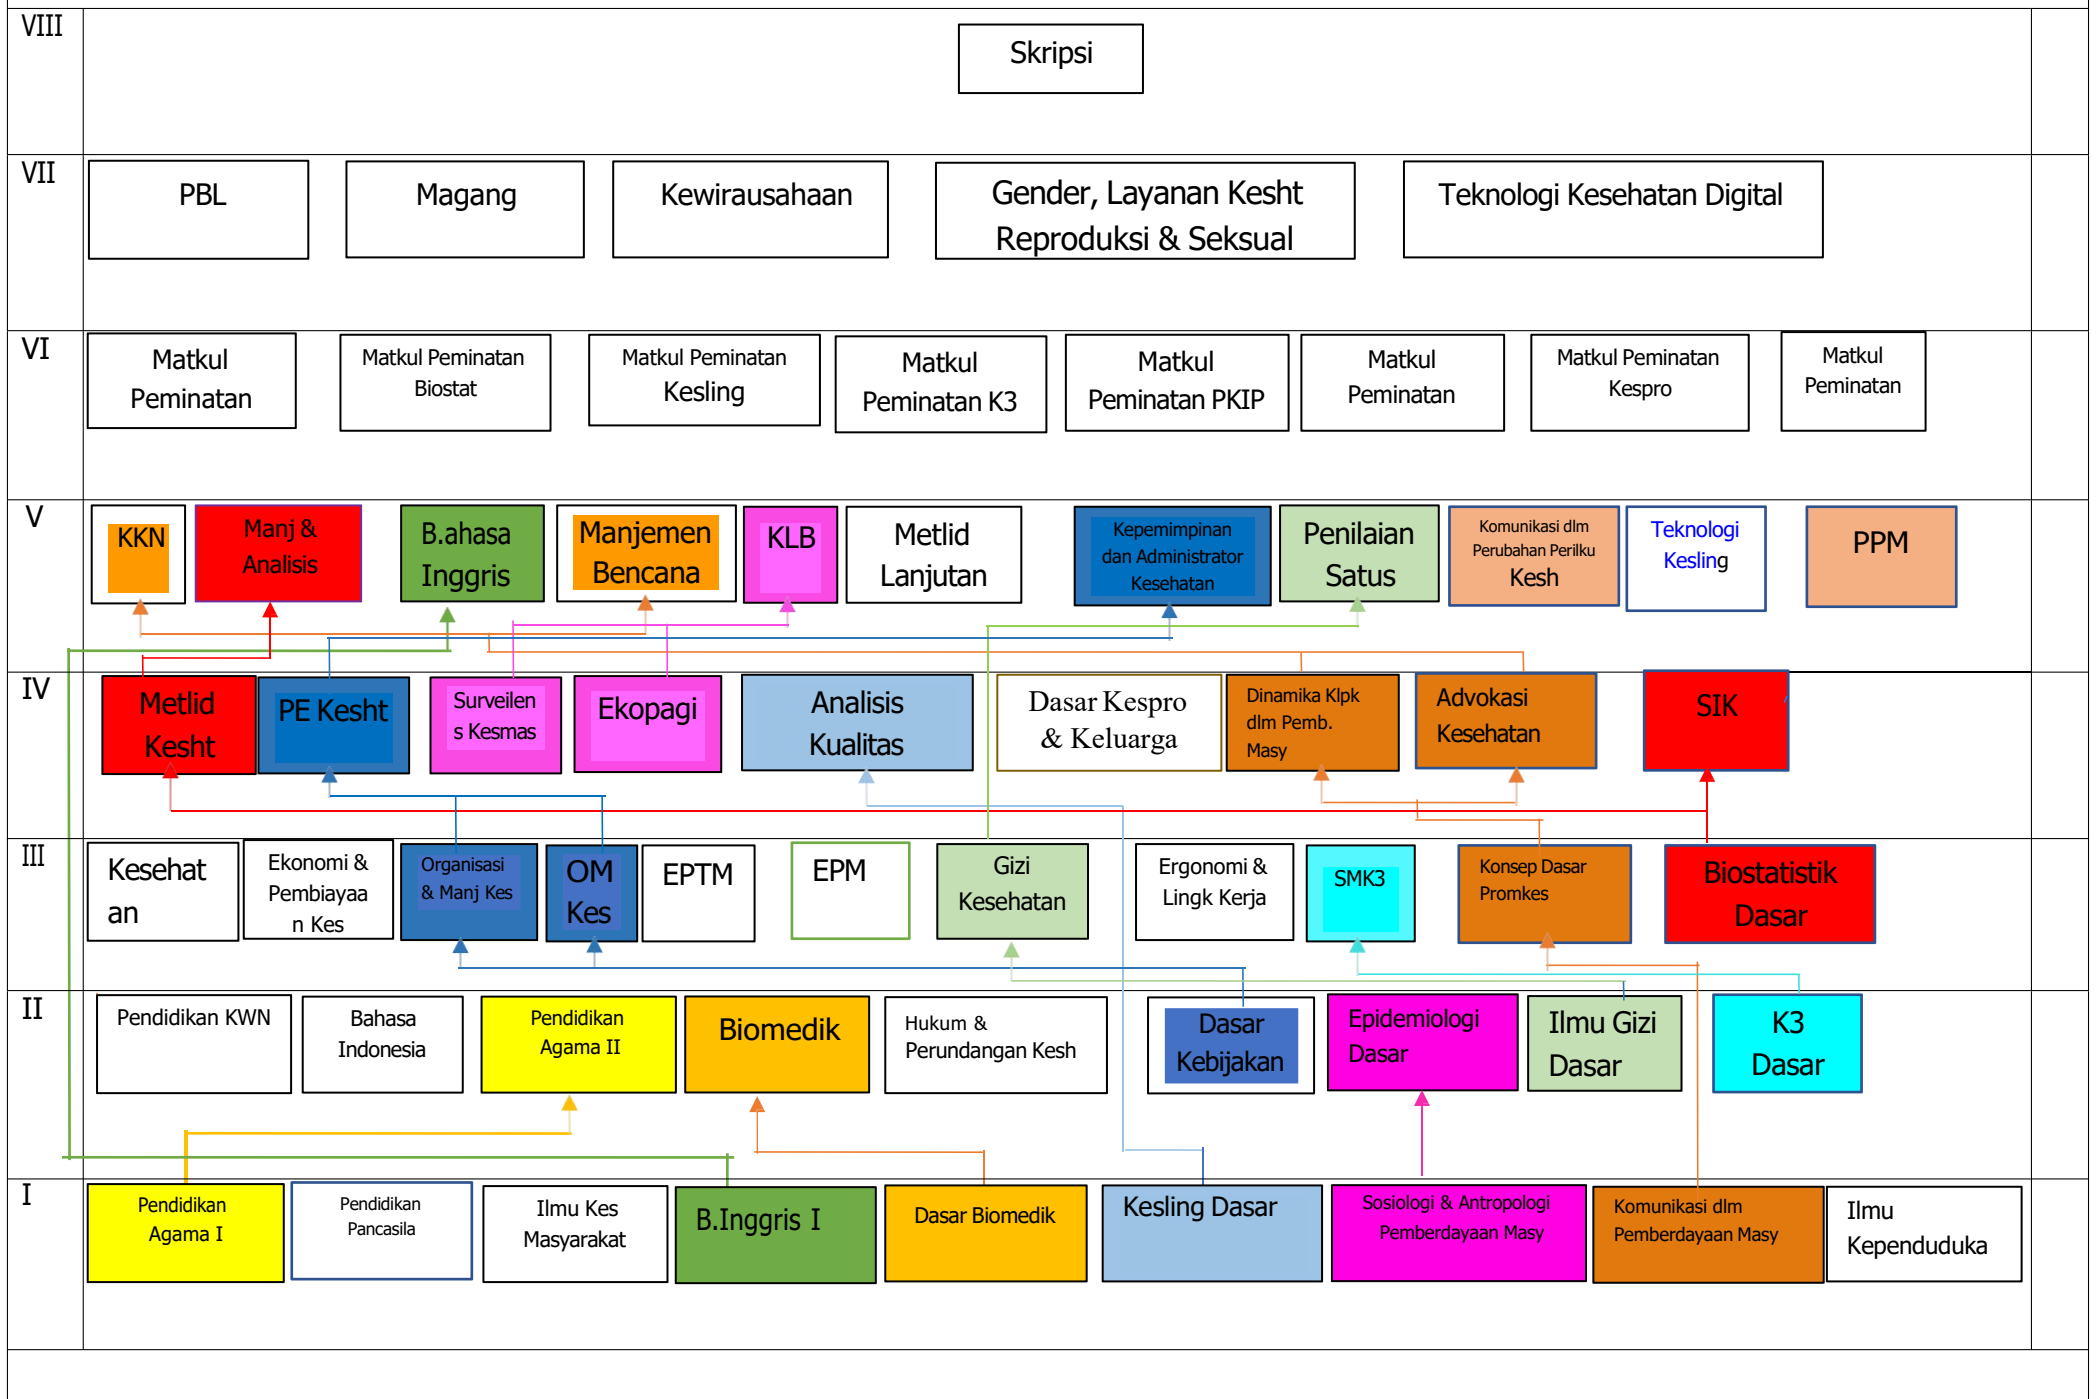 VIII
Skripsi
VII
PBL
Magang
Kewirausahaan
Gender, Layanan Kesht
Reproduksi & Seksual
Teknologi Kesehatan Digital
VI
Matkul
Peminatan
Matkul Peminatan
Biostat
Matkul Peminatan
Kesling
Matkul
Peminatan K3
Matkul
Peminatan PKIP
Matkul
Peminatan
Matkul Peminatan
Kespro
Matkul
Peminatan
V
KKN
Manj &
Analisis
B.ahasa
Inggris
Manjemen
Bencana
KLB
Metlid
Lanjutan
Kepemimpinan
dan Administrator
Kesehatan
Penilaian
Satus
Komunikasi dlm
Perubahan Perilku
Kesh
Teknologi
Kesling
PPM
IV
Metlid
Kesht
PE Kesht
Surveilen
s Kesmas
Ekopagi
Analisis
Kualitas
Dasar Kespro
& Keluarga
Dinamika Klpk
dlm Pemb.
Masy
Advokasi
Kesehatan
SIK
III
Kesehat
an
Ekonomi &
Pembiayaa
n Kes
Organisasi
& Manj Kes
OM
Kes
EPTM
EPM
Gizi
Kesehatan
Ergonomi &
Lingk Kerja
SMK3
Konsep Dasar
Promkes
Biostatistik
Dasar
II
Pendidikan KWN
Bahasa
Indonesia
Pendidikan
Agama II
Biomedik
Hukum &
Perundangan Kesh
Dasar
Kebijakan
Epidemiologi
Dasar
Ilmu Gizi
Dasar
K3
Dasar
I
Pendidikan
Agama I
Pendidikan
Pancasila
Ilmu Kes
Masyarakat
B.Inggris I
Dasar Biomedik
Kesling Dasar
Sosiologi & Antropologi
Pemberdayaan Masy
Komunikasi dlm
Pemberdayaan Masy
Ilmu
Kependuduka